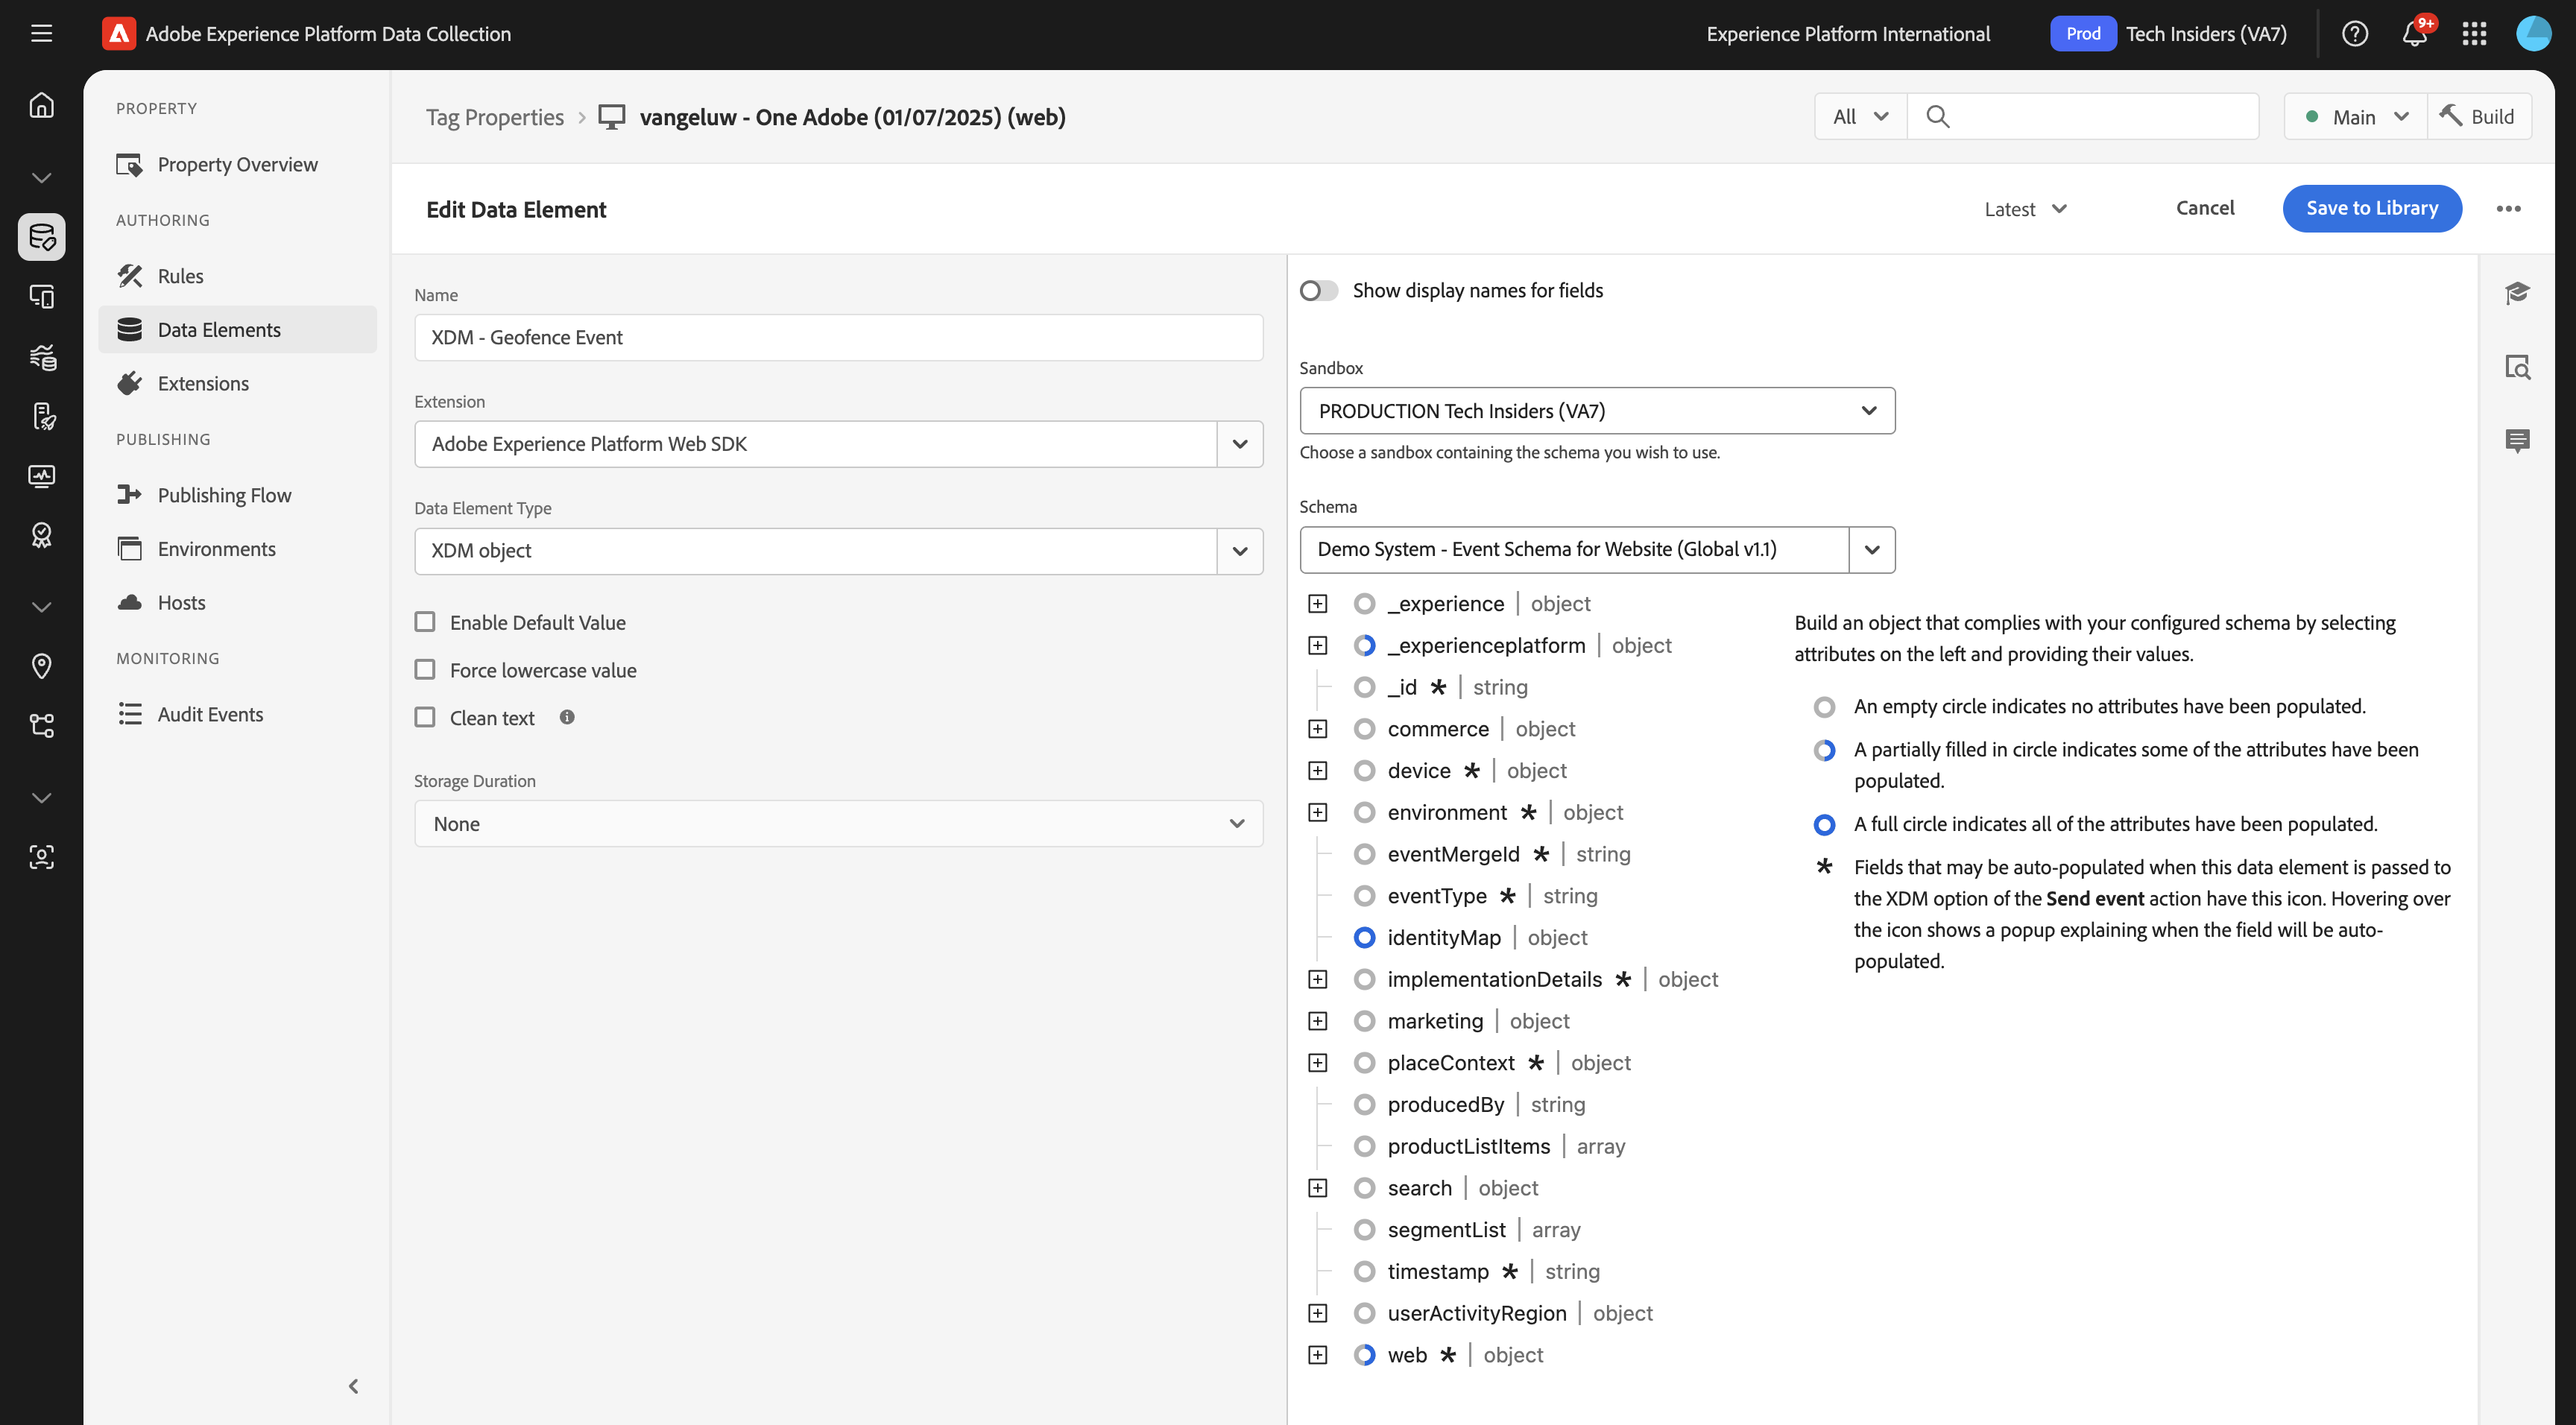 Adobe Experience Platform Data Collection
Experience Platform International
Prod
Tech Insiders (VA7)
9+
PROPERTY
Property Overview
AUTHORING
Rules
Data Elements
Extensions
PUBLISHING
Publishing Flow
Environments
Hosts
MONITORING
Audit Events
Tag Properties
vangeluw - One Adobe (01/07/2025) (web)
All
Main
Build
Edit Data Element
Latest
Cancel
Save to Library
Name
XDM - Geofence Event
Extension
Adobe Experience Platform Web SDK
Data Element Type
XDM object
Enable Default Value
Force lowercase value
Clean text
Storage Duration
None
Show display names for fields
Sandbox
PRODUCTION Tech Insiders (VA7)
Choose a sandbox containing the schema you wish to use.
Schema
Demo System - Event Schema for Website (Global v1.1)
_experience | object
_experienceplatform | object
_id * | string
commerce | object
device * | object
environment * | object
eventMergeId * | string
eventType * | string
identityMap | object
implementationDetails * | object
marketing | object
placeContext * | object
producedBy | string
productListItems | array
search | object
segmentList | array
timestamp * | string
userActivityRegion | object
web * | object
Build an object that complies with your configured schema by selecting
attributes on the left and providing their values.
An empty circle indicates no attributes have been populated.
A partially filled in circle indicates some of the attributes have been
populated.
A full circle indicates all of the attributes have been populated.
* Fields that may be auto-populated when this data element is passed to
the XDM option of the Send event action have this icon. Hovering over
the icon shows a popup explaining when the field will be auto-
populated.